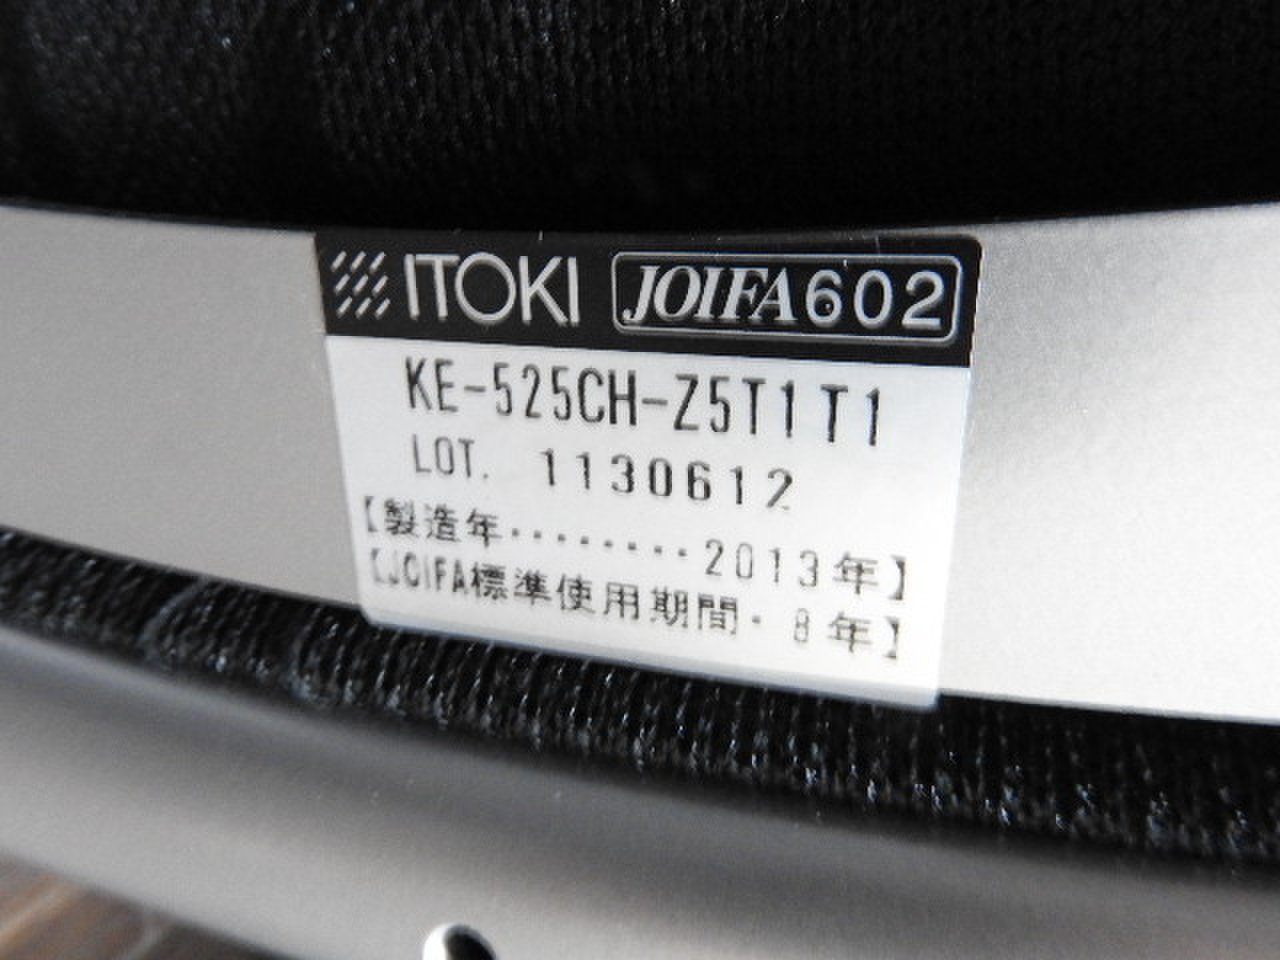 ITOKI JOIFA602
KE-525CH-Z5T1T1
LOT. 1130612
【製造年・・・・・・・・2013年】
【JOIFA標準使用期間・8年】